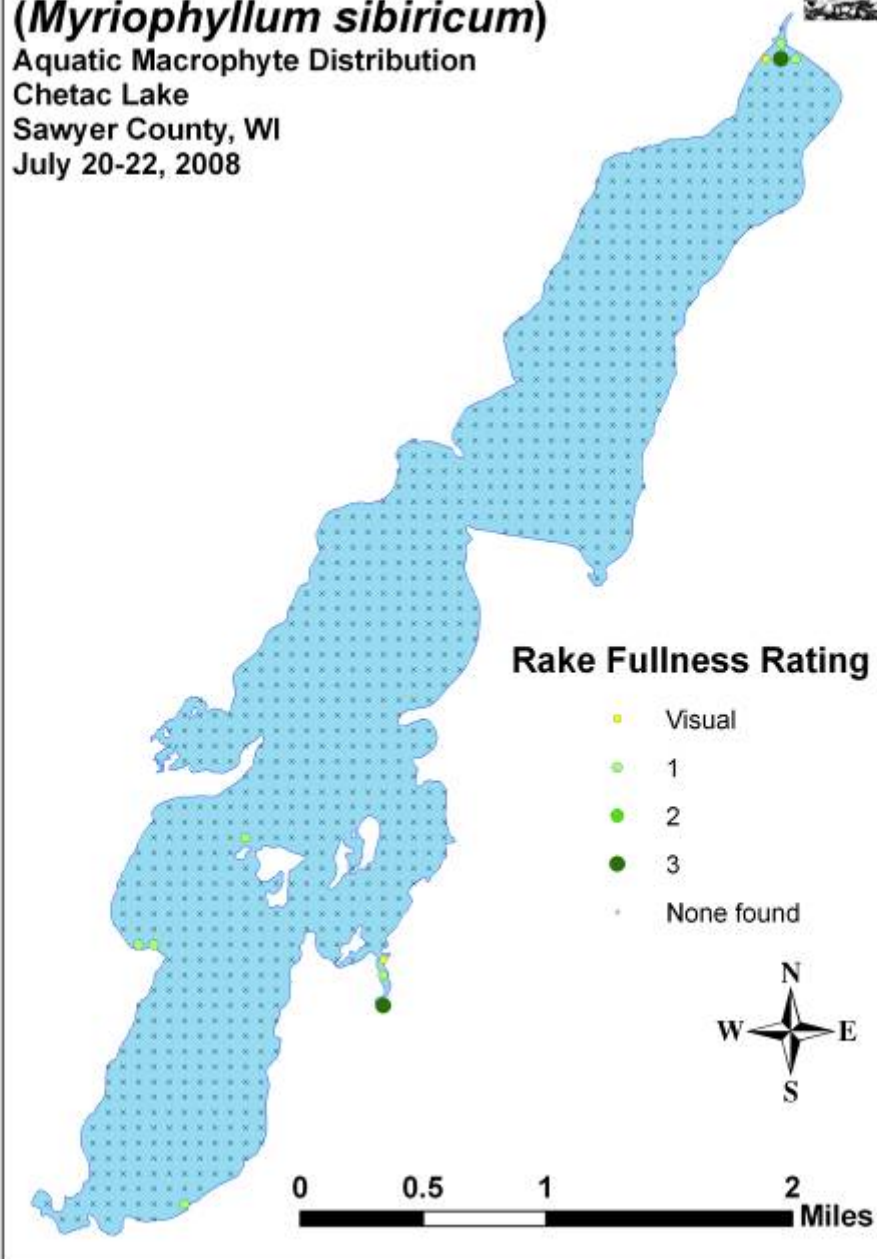 (Myriophyllum sibiricum)
Aquatic Macrophyte Distribution
Chetac Lake
Sawyer County, WI
July 20-22, 2008
Rake Fullness Rating
Visual
1
2
3
None found
N
W E
S
0 0.5 1 2
Miles